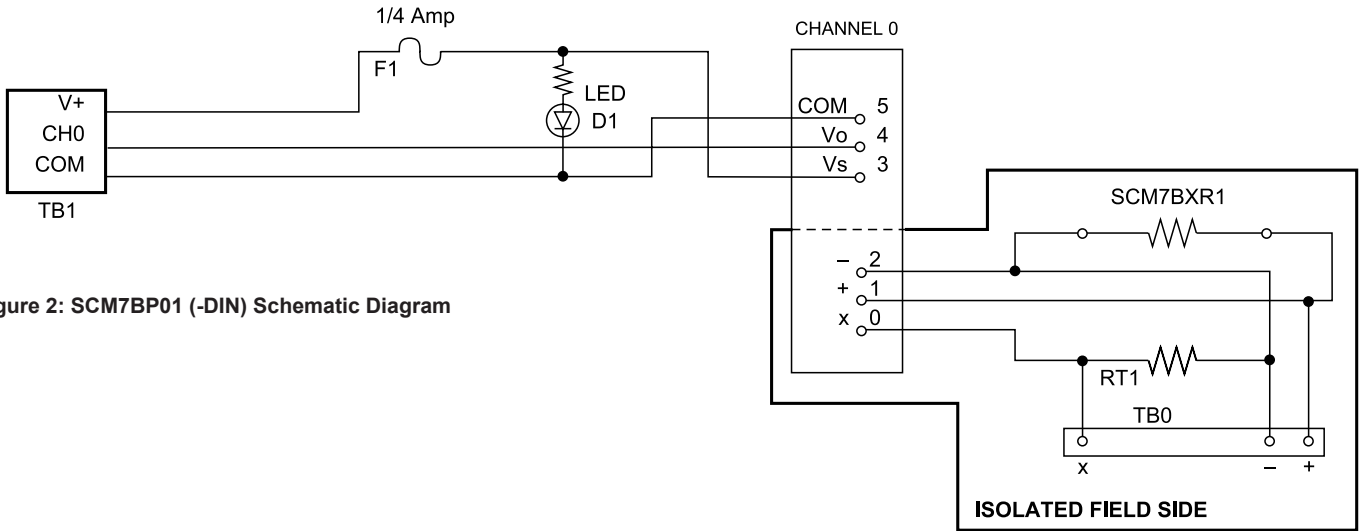 1/4 Amp
F1
LED
D1
V+
CH0
COM
TB1
CHANNEL 0
COM 5
Vo 4
Vs 3
– 2
+ 1
x 0
SCM7BXR1
RT1
TB0
x – +
ISOLATED FIELD SIDE
gure 2: SCM7BP01 (-DIN) Schematic Diagram